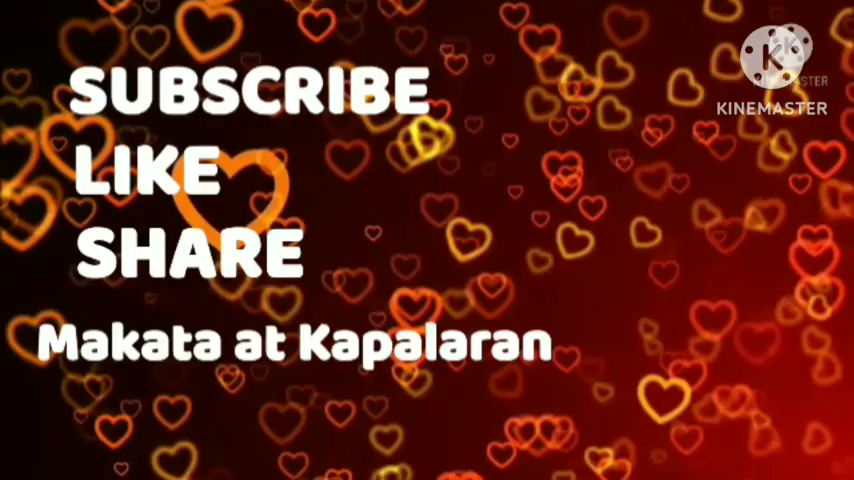 SUBSCRIBE
LIKE
SHARE
Makata at Kapalaran
KINEMASTER